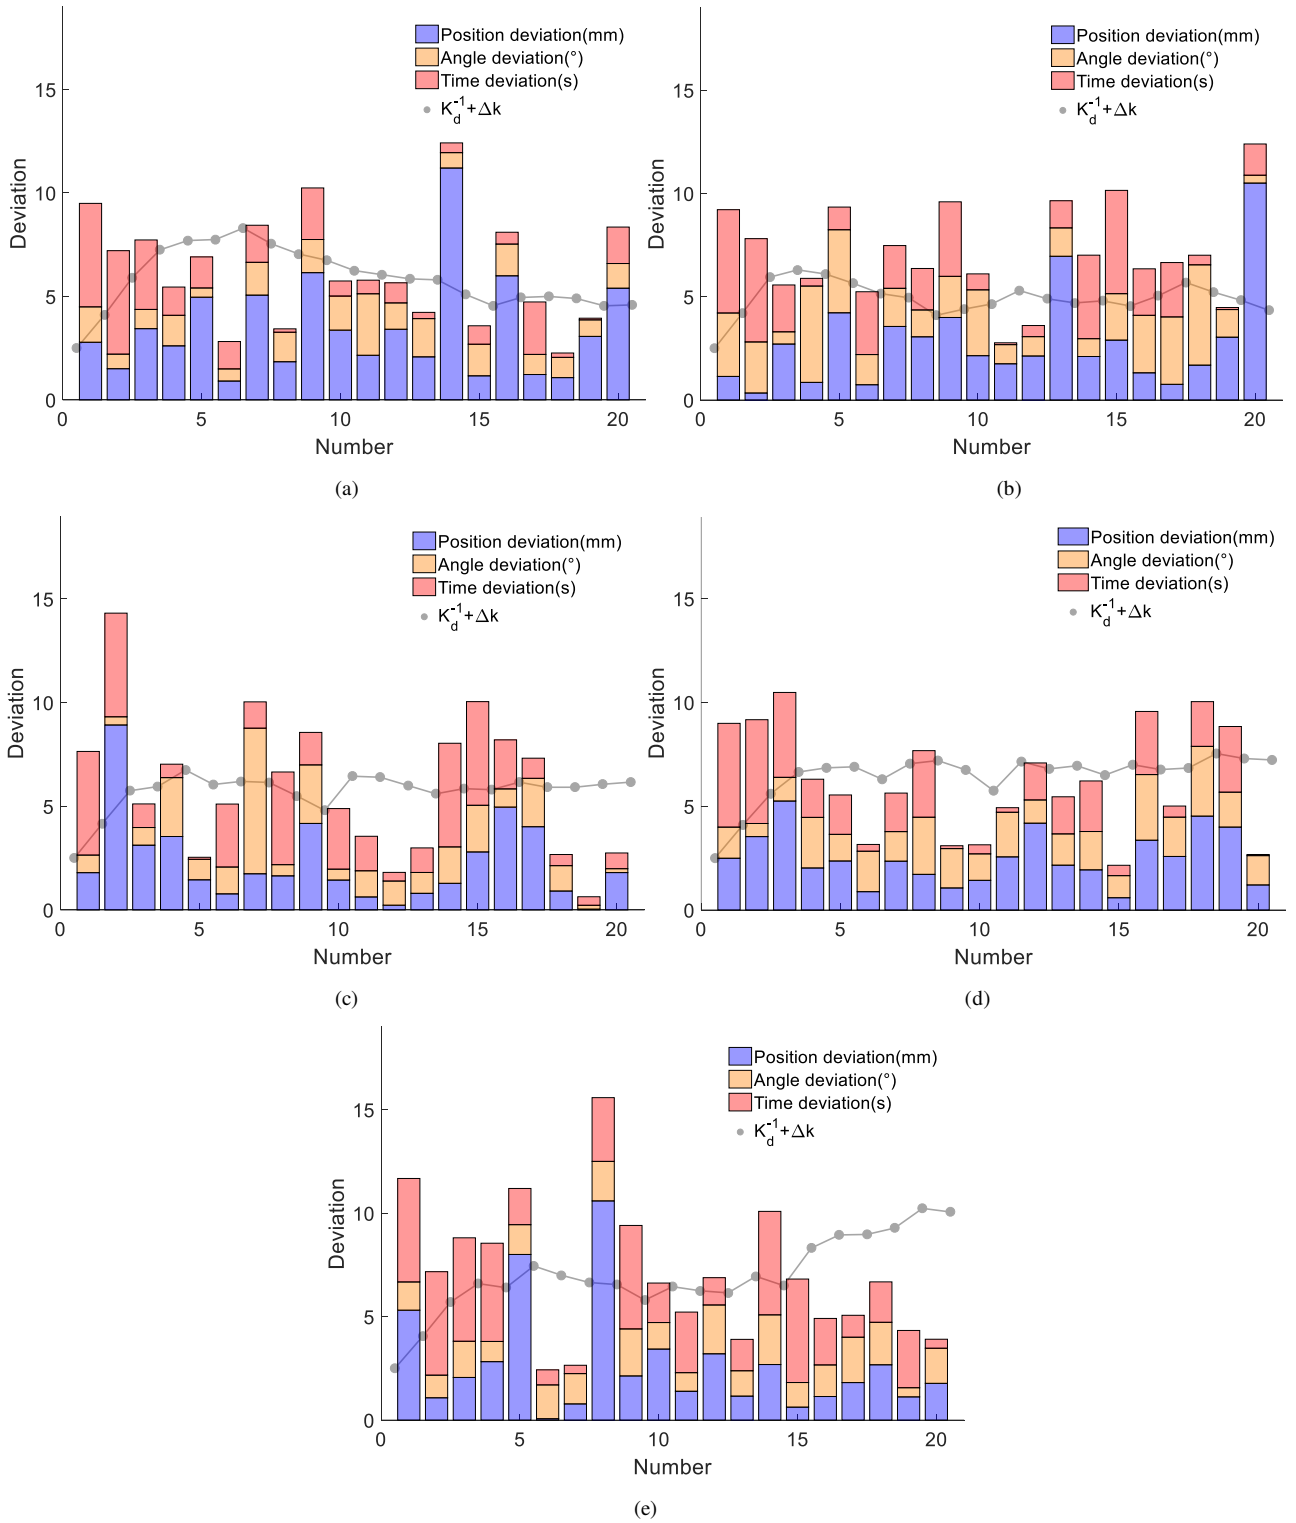 Position deviation(mm)
Angle deviation(°)
Time deviation(s)
K_d^-1+Δk
15
10
5
0
Deviation
0 5 10 15 20
Number
(a)
Position deviation(mm)
Angle deviation(°)
Time deviation(s)
K_d^-1+Δk
15
10
5
0
Deviation
0 5 10 15 20
Number
(b)
Position deviation(mm)
Angle deviation(°)
Time deviation(s)
K_d^-1+Δk
15
10
5
0
Deviation
0 5 10 15 20
Number
(c)
Position deviation(mm)
Angle deviation(°)
Time deviation(s)
K_d^-1+Δk
15
10
5
0
Deviation
0 5 10 15 20
Number
(d)
Position deviation(mm)
Angle deviation(°)
Time deviation(s)
K_d^-1+Δk
15
10
5
0
Deviation
0 5 10 15 20
Number
(e)